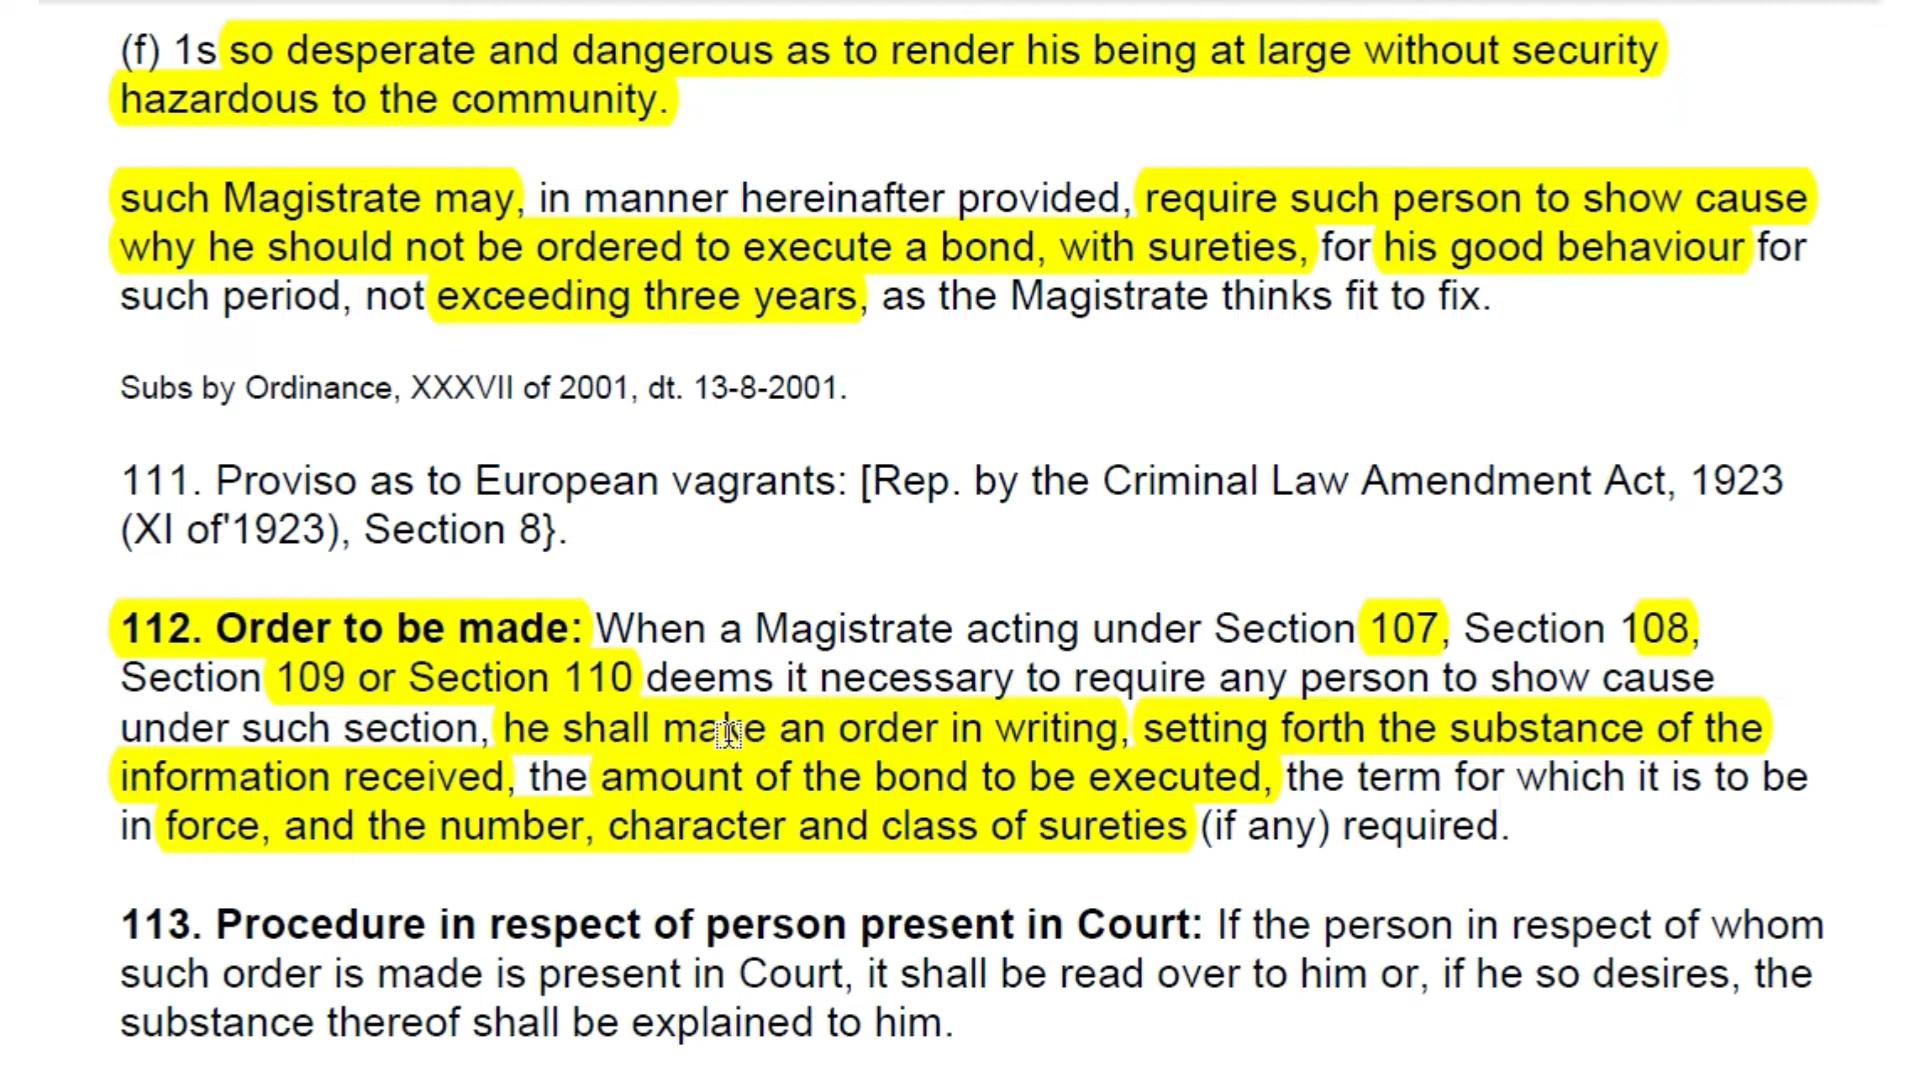 (f) 1s so desperate and dangerous as to render his being at large without security
hazardous to the community.
such Magistrate may, in manner hereinafter provided, require such person to show cause
why he should not be ordered to execute a bond, with sureties, for his good behaviour for
such period, not exceeding three years, as the Magistrate thinks fit to fix.
Subs by Ordinance, XXXVII of 2001, dt. 13-8-2001.
111. Proviso as to European vagrants: [Rep. by the Criminal Law Amendment Act, 1923
(XI of'1923), Section 8}.
112. Order to be made: When a Magistrate acting under Section 107, Section 108,
Section 109 or Section 110 deems it necessary to require any person to show cause
under such section, he shall make an order in writing, setting forth the substance of the
information received, the amount of the bond to be executed, the term for which it is to be
in force, and the number, character and class of sureties (if any) required.
113. Procedure in respect of person present in Court: If the person in respect of whom
such order is made is present in Court, it shall be read over to him or, if he so desires, the
substance thereof shall be explained to him.